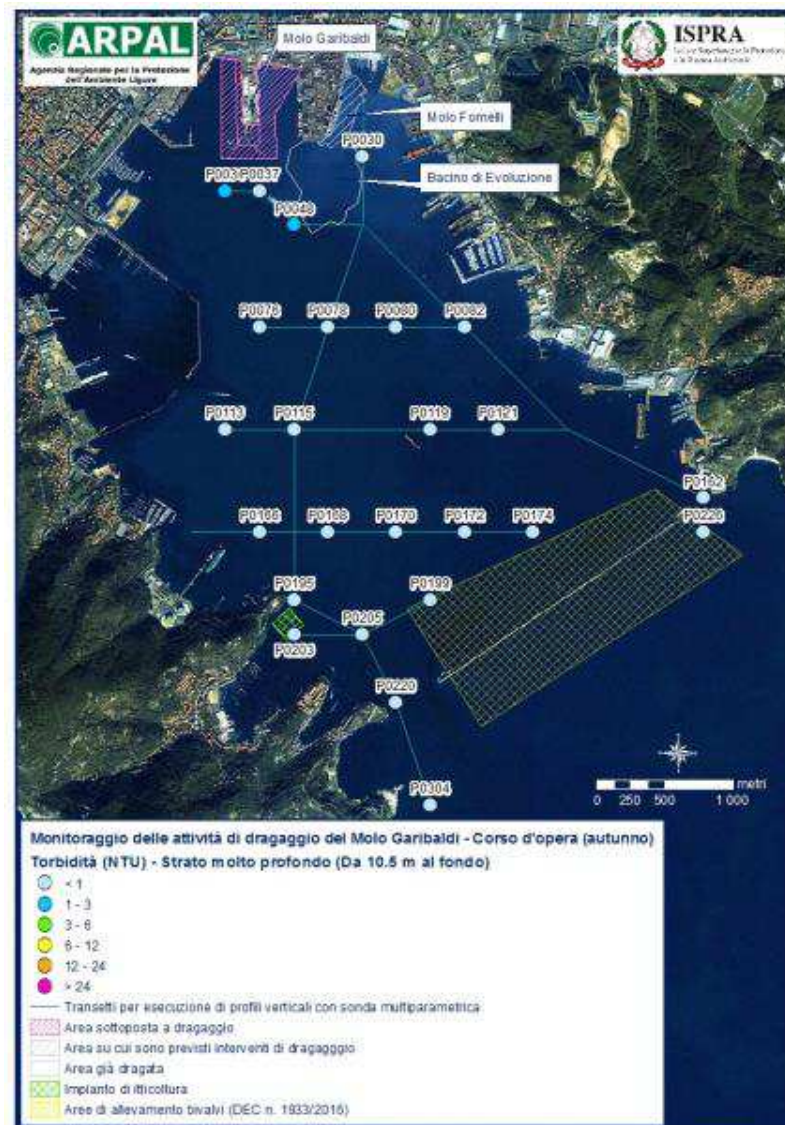 ARPAL
Agenzia Regionale per la Protezione
dell'Ambiente Ligure
Molo Garibaldi
ISPRA
Molo Fornelli
P0030
Bacino di Evoluzione
P003
P0037
P0048
P0076
P0078
P0080
P0082
P0113
P0115
P0119
P0121
P0162
P0166
P0168
P0170
P0172
P0174
P0226
P0195
P0199
P0205
P0203
P0220
P0304
metri
0 250 500 1 000
Monitoraggio delle attività di dragaggio del Molo Garibaldi - Corso d'opera (autunno)
Torbidità (NTU) - Strato molto profondo (Da 10.5 m al fondo)
< 1
1 - 3
3 - 6
6 - 12
12 - 24
> 24
Transetti per esecuzione di profili verticali con sonda multiparametrica
Area sottoposta a dragaggio
Area su cui sono previsti interventi di dragagggio
Area già dragata
Impianto di itticoltura
Aree di allevamento bivalvi (DEC n. 1933/2016)